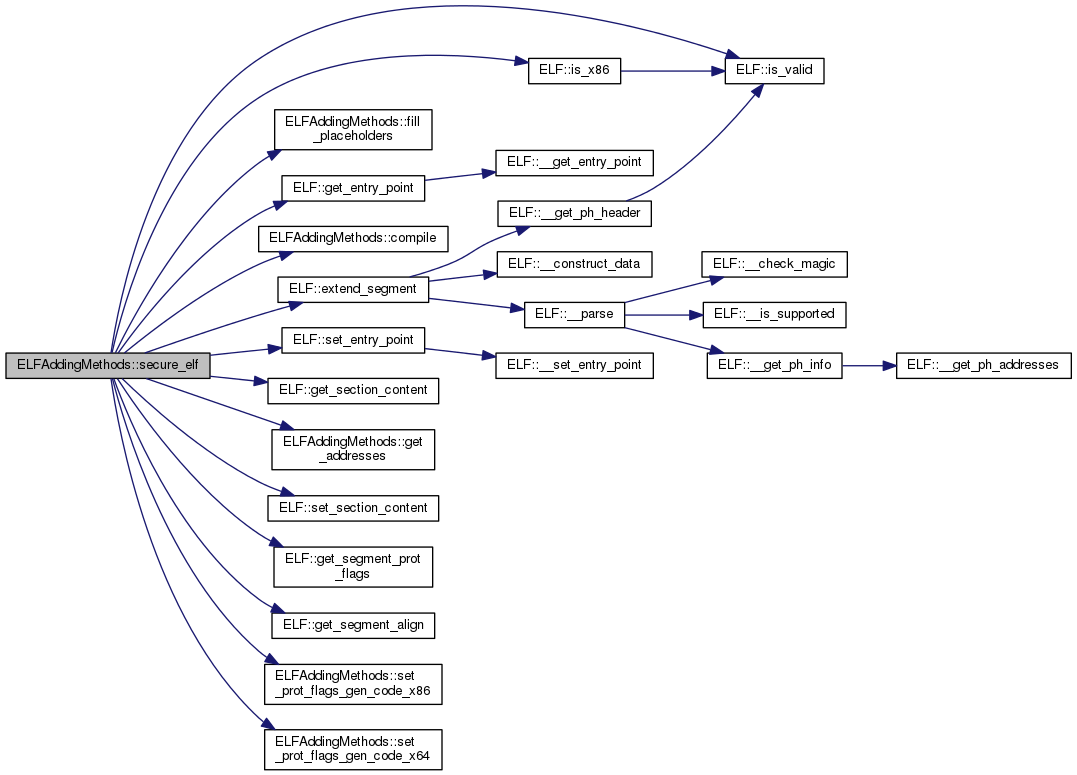 ELF::is_x86
ELF::is_valid
ELFAddingMethods::fill
_placeholders
ELF::__get_entry_point
ELF::get_entry_point
ELF::__get_ph_header
ELFAddingMethods::compile
ELF::__construct_data
ELF::__check_magic
ELF::extend_segment
ELF::__parse
ELF::__is_supported
ELF::set_entry_point
ELFAddingMethods::secure_elf
ELF::__set_entry_point
ELF::__get_ph_info
ELF::__get_ph_addresses
ELF::get_section_content
ELFAddingMethods::get
_addresses
ELF::set_section_content
ELF::get_segment_prot
_flags
ELF::get_segment_align
ELFAddingMethods::set
_prot_flags_gen_code_x86
ELFAddingMethods::set
_prot_flags_gen_code_x64